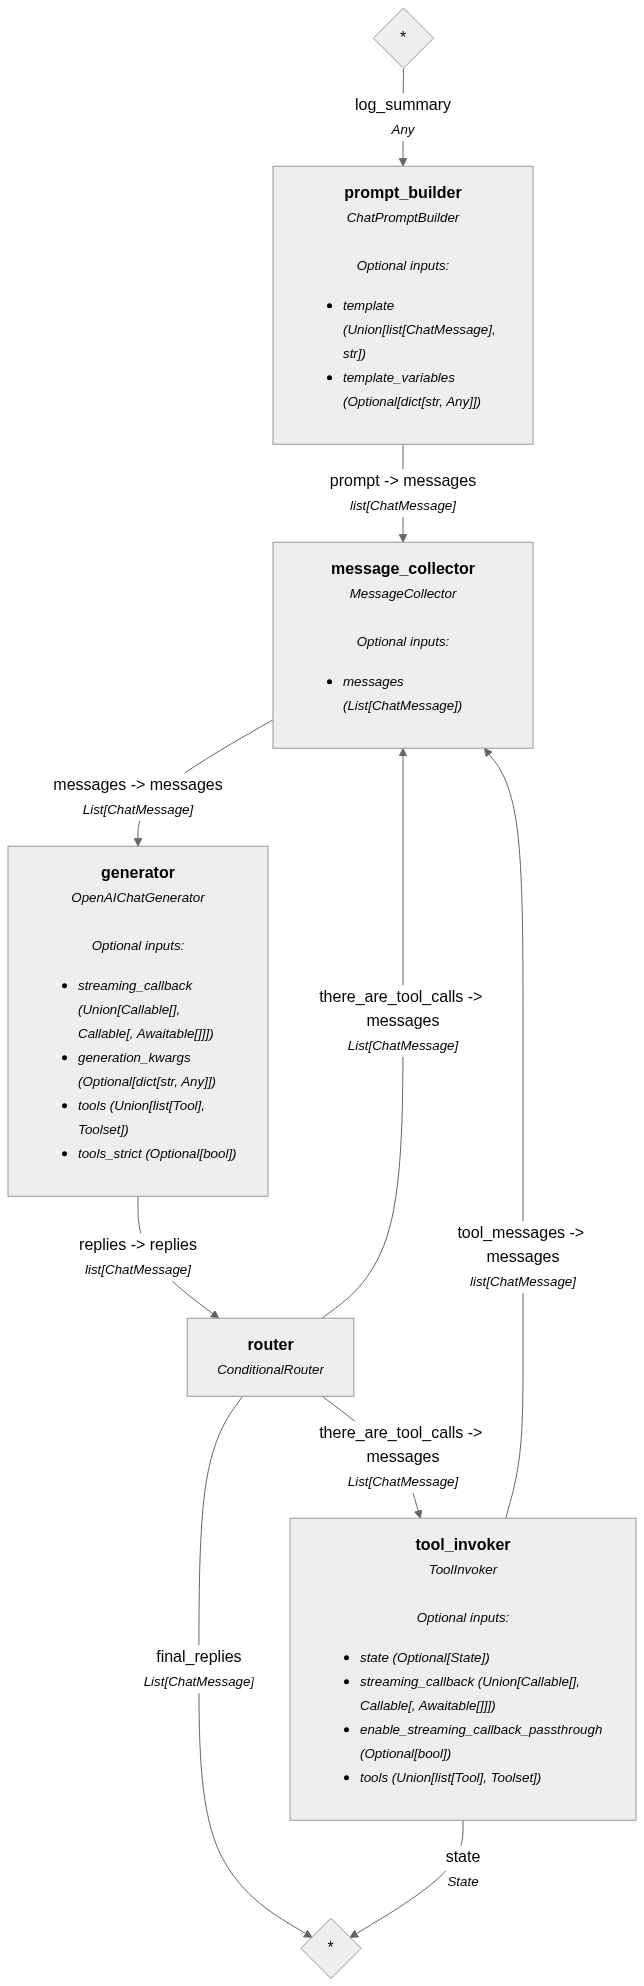 *
log_summary
Any
prompt_builder
ChatPromptBuilder
Optional inputs:
• template
(Union[list[ChatMessage],
str])
• template_variables
(Optional[dict[str, Any]])
prompt -> messages
list[ChatMessage]
message_collector
MessageCollector
Optional inputs:
• messages
(List[ChatMessage])
messages -> messages
List[ChatMessage]
generator
OpenAIChatGenerator
Optional inputs:
• streaming_callback
(Union[Callable[],
Callable[, Awaitable[]]])
• generation_kwargs
(Optional[dict[str, Any]])
• tools (Union[list[Tool],
Toolset])
• tools_strict (Optional[bool])
there_are_tool_calls ->
messages
List[ChatMessage]
tool_messages ->
messages
list[ChatMessage]
replies -> replies
list[ChatMessage]
router
ConditionalRouter
there_are_tool_calls ->
messages
List[ChatMessage]
tool_invoker
ToolInvoker
Optional inputs:
• state (Optional[State])
• streaming_callback (Union[Callable[],
Callable[, Awaitable[]]])
• enable_streaming_callback_passthrough
(Optional[bool])
• tools (Union[list[Tool], Toolset])
final_replies
List[ChatMessage]
state
State
*